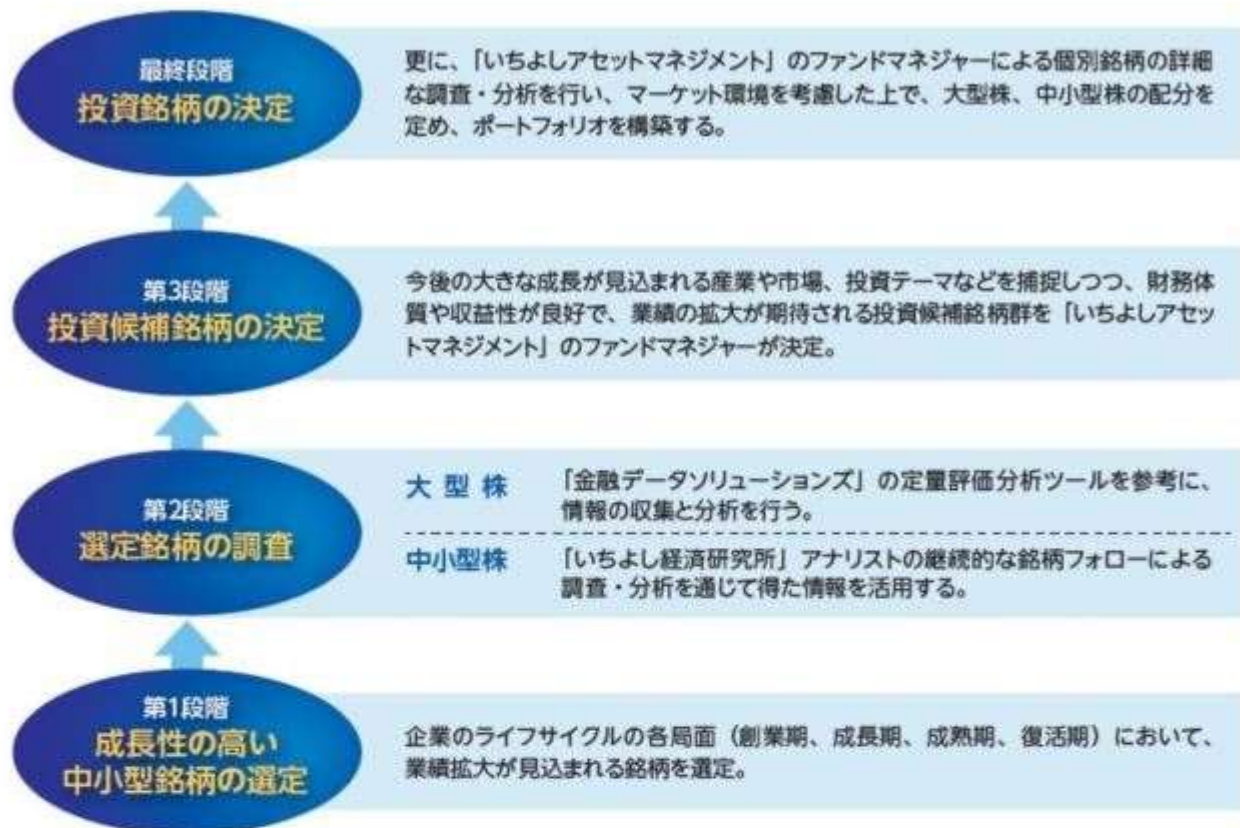 最終段階
投資銘柄の決定
更に、「いちよしアセットマネジメント」のファンドマネジャーによる個別銘柄の詳細
な調査・分析を行い、マーケット環境を考慮した上で、大型株、中小型株の配分を
定め、ポートフォリオを構築する。
第3段階
投資候補銘柄の決定
今後の大きな成長が見込まれる産業や市場、投資テーマなどを捕捉しつつ、財務体
質や収益性が良好で、業績の拡大が期待される投資候補銘柄群を「いちよしアセッ
トマネジメント」のファンドマネジャーが決定。
第2段階
選定銘柄の調査
大型株 「金融データソリューションズ」の定量評価分析ツールを参考に、
情報の収集と分析を行う。
中小型株 「いちよし経済研究所」アナリストの継続的な銘柄フォローによる
調査・分析を通じて得た情報を活用する。
第1段階
成長性の高い
中小型銘柄の選定
企業のライフサイクルの各局面（創業期、成長期、成熟期、復活期）において、
業績拡大が見込まれる銘柄を選定。